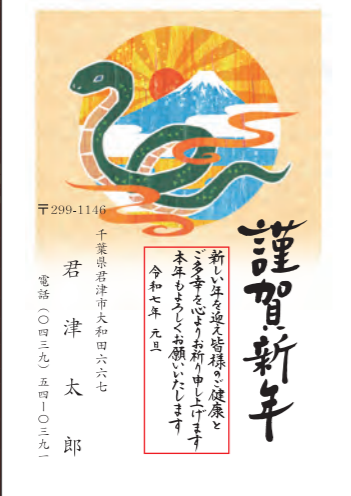 謹賀新年
新しい年を迎え皆様のご健康と
ご多幸を心よりお祈り申し上げます
本年もよろしくお願いいたします
令和七年 元旦
〒299-1146
千葉県君津市大和田六六七
君津太郎
電話(〇四三九)五四ー〇三九一